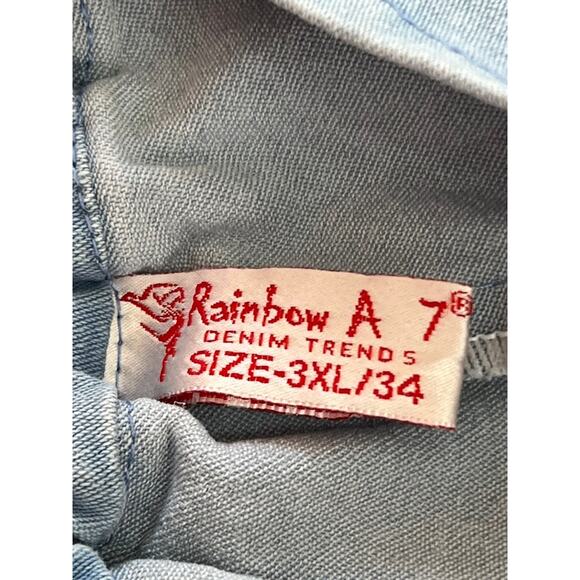 Rainbow A 7®
DENIM TRENDS
SIZE-3XL/34